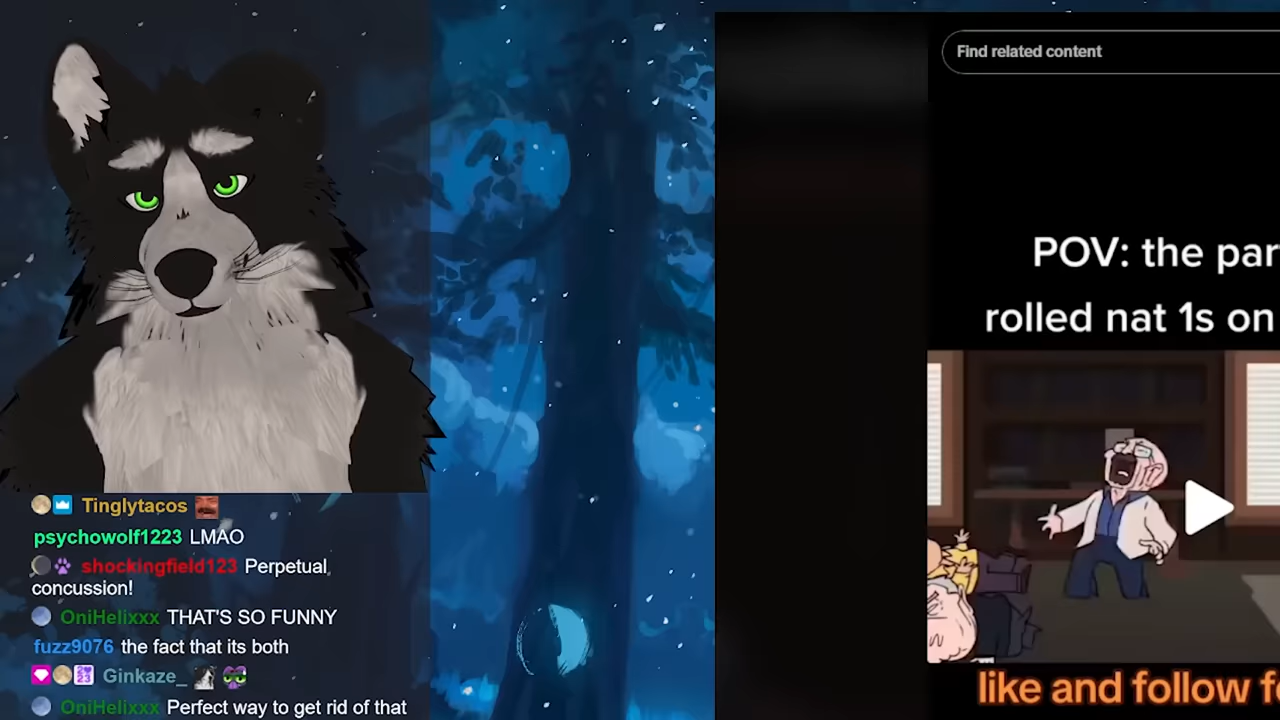 Find related content
POV: the par
rolled nat 1s on
like and follow f
Tinglytacos
psychowolf1223 LMAO
shockingfield123 Perpetual
concussion!
OniHelixxx THAT'S SO FUNNY
fuzz9076 the fact that its both
Ginkaze_
OniHelixxx Perfect way to get rid of that